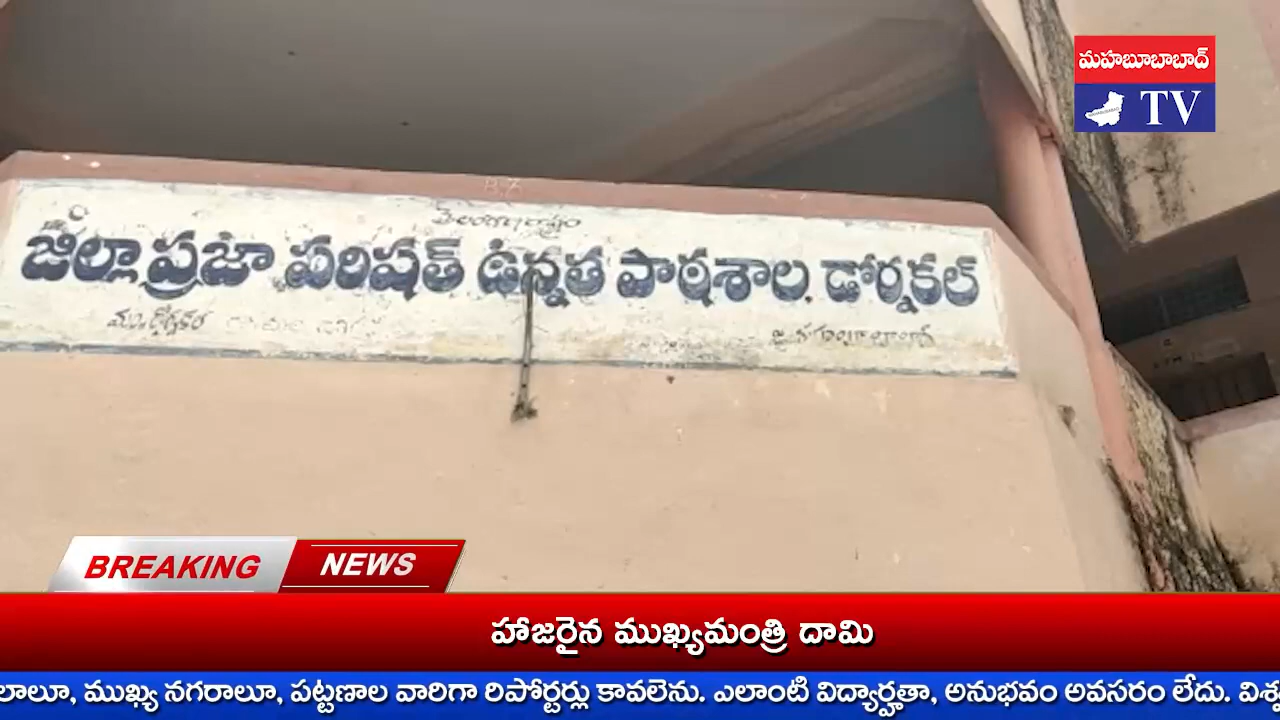 మహబూబాబాద్
TV
తెలంగాణ రాష్ట్రం
జిల్లా ప్రజా పరిషత్ ఉన్నత పాఠశాల, డోర్నకల్
BREAKING NEWS
హాజరైన ముఖ్యమంత్రి దామి
లాలూ, ముఖ్య నగరాలూ, పట్టణాల వారిగా రిపోర్టర్లు కావలెను. ఎలాంటి విద్యార్హతా, అనుభవం అవసరం లేదు. విశ్వ